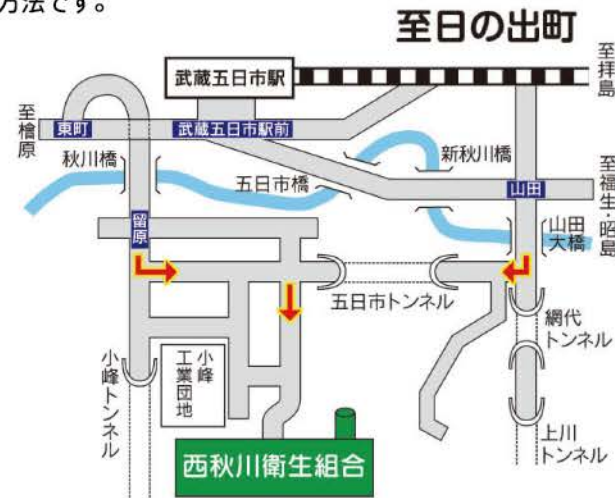 方法です。
至日の出町
武蔵五日市駅
至拝島
至檜原
東町
武蔵五日市駅前
秋川橋
五日市橋
新秋川橋
山田
至福生・昭島
留原
山田
大橋
五日市トンネル
網代
トンネル
小峰トンネル
小峰
工業団地
上川
トンネル
西秋川衛生組合